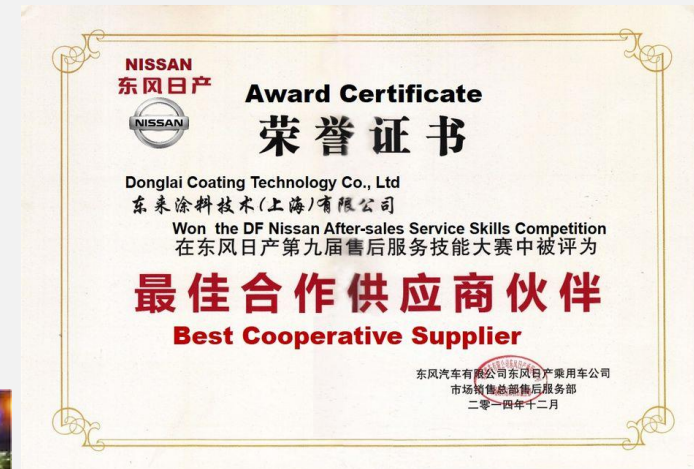 NISSAN
东风日产
NISSAN
Award Certificate
荣誉证书
Donglai Coating Technology Co., Ltd
东来涂料技术(上海)有限公司
Won the DF Nissan After-sales Service Skills Competition
在东风日产第九届售后服务技能大赛中被评为
最佳合作供应商伙伴
Best Cooperative Supplier
东风汽车有限公司东风日产乘用车公司
市场销售总部售后服务部
二零一四年十二月